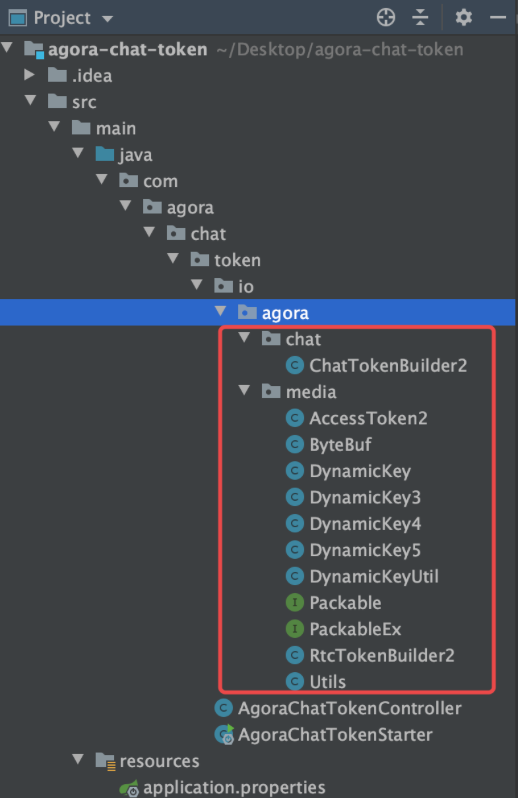 Project
agora-chat-token ~/Desktop/agora-chat-token
.idea
src
main
java
com
agora
chat
token
io
agora
chat
C ChatTokenBuilder2
media
C AccessToken2
C ByteBuf
C DynamicKey
C DynamicKey3
C DynamicKey4
C DynamicKey5
C DynamicKeyUtil
I Packable
I PackableEx
C RtcTokenBuilder2
C Utils
C AgoraChatTokenController
C AgoraChatTokenStarter
resources
application.properties